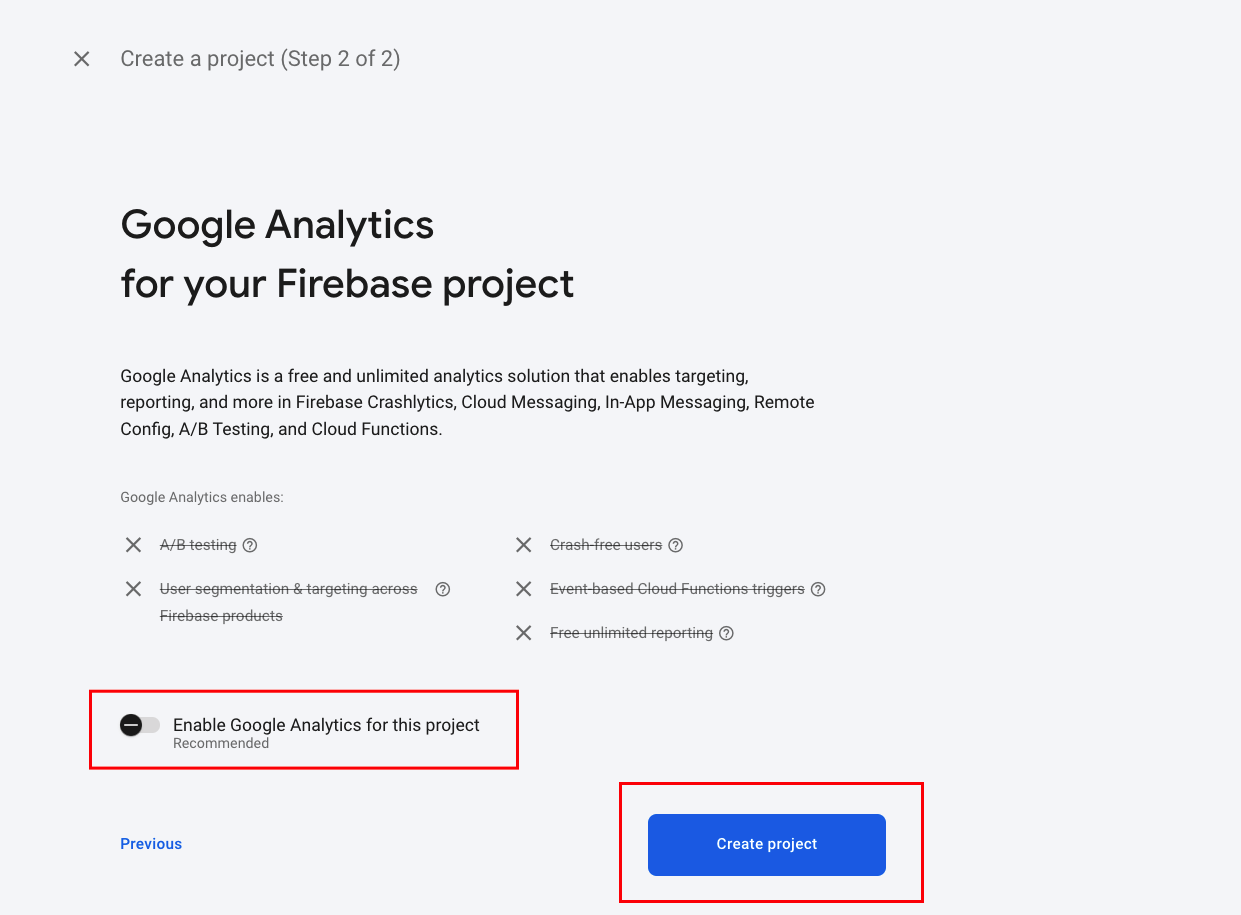 Create a project (Step 2 of 2)
Google Analytics
for your Firebase project
Google Analytics is a free and unlimited analytics solution that enables targeting,
reporting, and more in Firebase Crashlytics, Cloud Messaging, In-App Messaging, Remote
Config, A/B Testing, and Cloud Functions.
Google Analytics enables:
A/B testing
User segmentation & targeting across
Firebase products
Crash-free users
Event-based Cloud Functions triggers
Free unlimited reporting
Enable Google Analytics for this project
Recommended
Previous
Create project